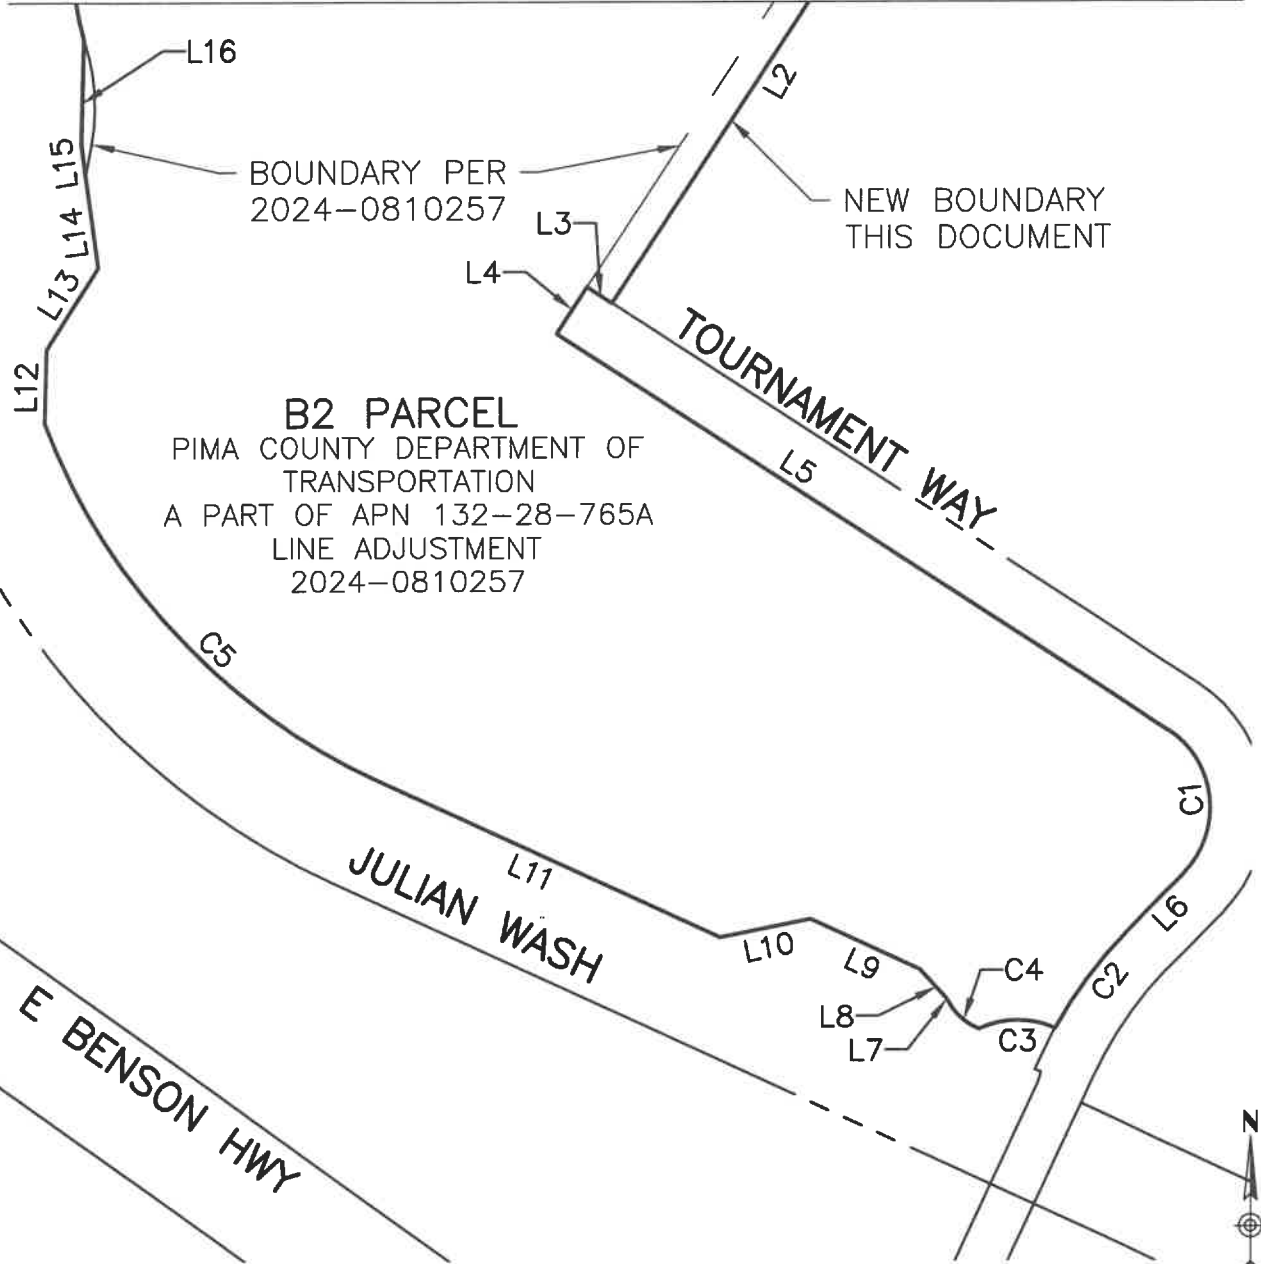 L16
L2
BOUNDARY PER
2024-0810257
L15
NEW BOUNDARY
THIS DOCUMENT
L14
L3
L4
L13
TOURNAMENT WAY
L12
B2 PARCEL
PIMA COUNTY DEPARTMENT OF
TRANSPORTATION
A PART OF APN 132-28-765A
LINE ADJUSTMENT
2024-0810257
L5
C5
C1
L11
JULIAN WASH
L6
L10
L9
C4
C2
L8
L7
C3
E BENSON HWY
N